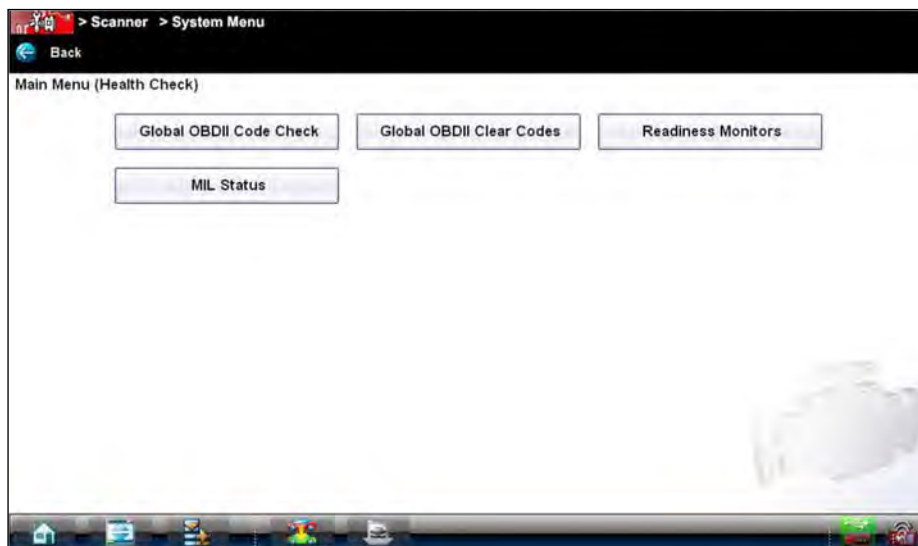 > Scanner > System Menu
Back
Main Menu (Health Check)
Global OBDII Code Check
Global OBDII Clear Codes
Readiness Monitors
MIL Status